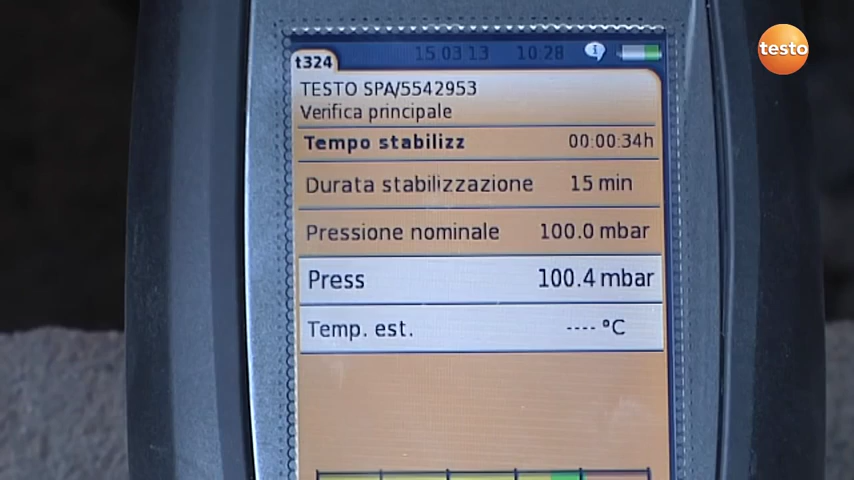 testo
15.03.13 10:28
t324
TESTO SPA/5542953
Verifica principale
Tempo stabilizz 00:00:34h
Durata stabilizzazione 15 min
Pressione nominale 100.0 mbar
Press 100.4 mbar
Temp. est. ---- °C